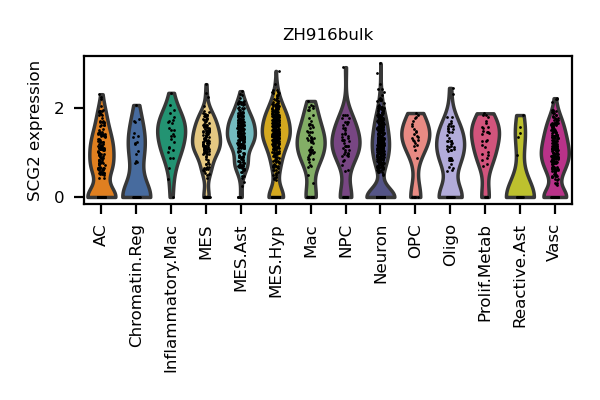 ZH916bulk
SCG2 expression
2
0
AC
Chromatin.Reg
Inflammatory.Mac
MES
MES.Ast
MES.Hyp
Mac
NPC
Neuron
OPC
Oligo
Prolif.Metab
Reactive.Ast
Vasc